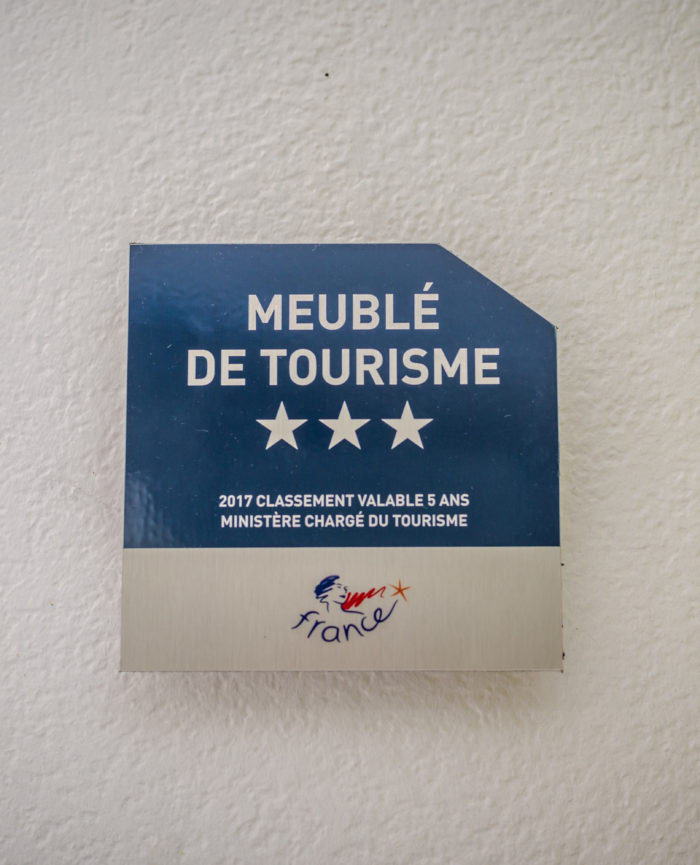 MEUBLÉ
DE TOURISME
2017 CLASSEMENT VALABLE 5 ANS
MINISTÈRE CHARGÉ DU TOURISME
france